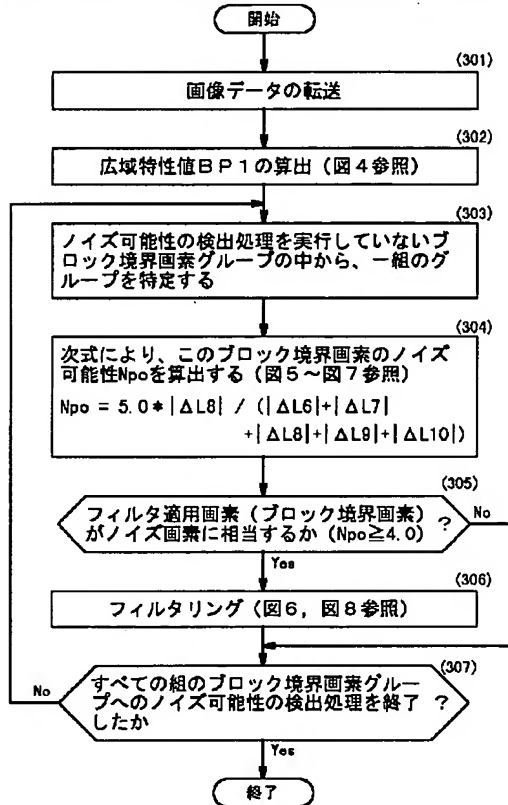 開始
(301)
画像データの転送
(302)
広域特性値BP1の算出(図4参照)
(303)
ノイズ可能性の検出処理を実行していないブ
ロック境界画素グループの中から、一組のグ
ループを特定する
(304)
次式により、このブロック境界画素のノイズ
可能性Npoを算出する(図5~図7参照)
Npo = 5.0*|ΔL8| / (|ΔL6|+|ΔL7|
+|ΔL8|+|ΔL9|+|ΔL10|)
(305)
フィルタ適用画素(ブロック境界画素)
がノイズ画素に相当するか(Npo≧4.0)
?
No
Yes
(306)
フィルタリング(図6,図8参照)
(307)
すべての組のブロック境界画素グルー
プへのノイズ可能性の検出処理を終了
したか
?
No
Yes
終了